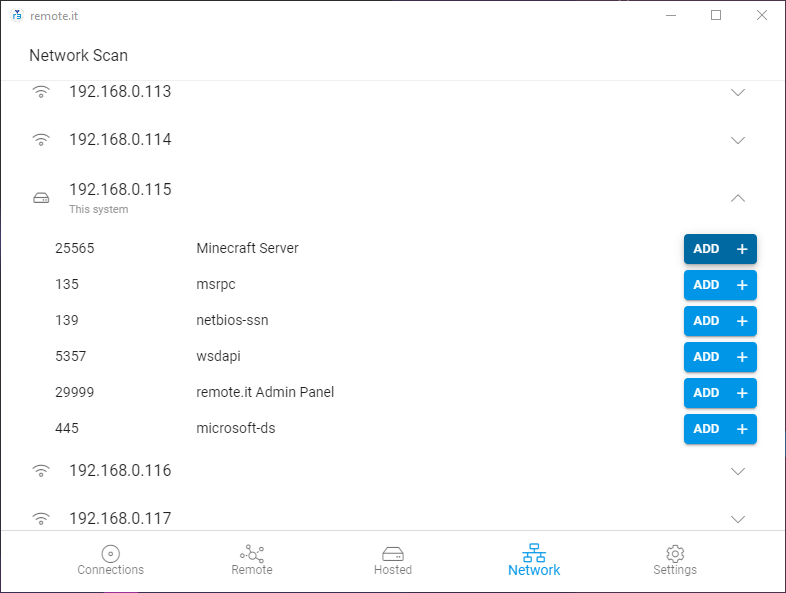 remote.it
Network Scan
192.168.0.113
192.168.0.114
192.168.0.115
This system
25565 Minecraft Server ADD +
135 msrpc ADD +
139 netbios-ssn ADD +
5357 wsdapi ADD +
29999 remote.it Admin Panel ADD +
445 microsoft-ds ADD +
192.168.0.116
192.168.0.117
Connections Remote Hosted Network Settings